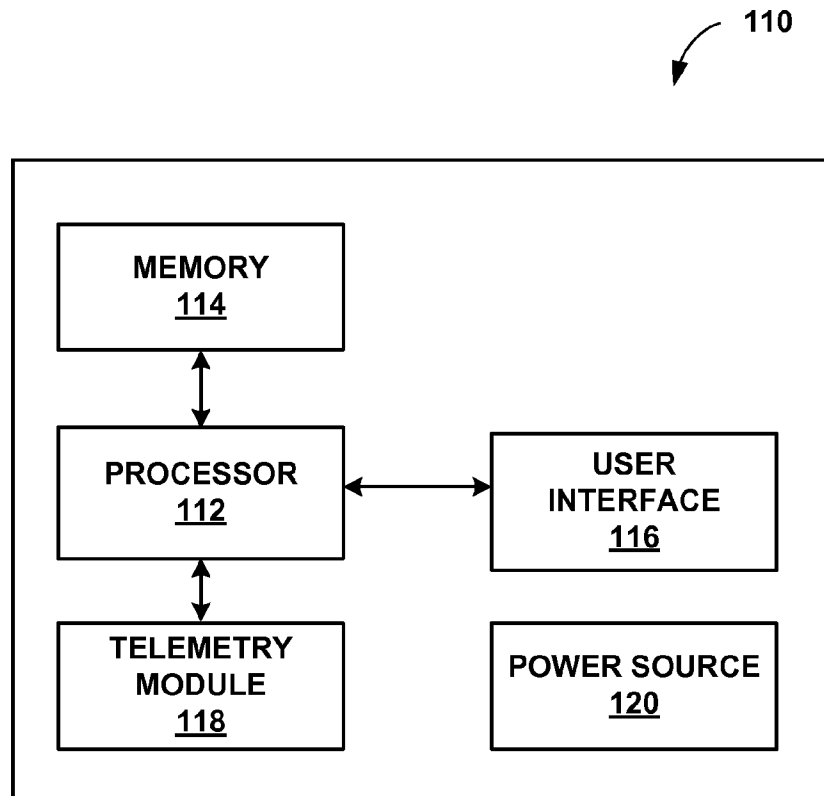 110
MEMORY
114
PROCESSOR
112
USER
INTERFACE
116
TELEMETRY
MODULE
118
POWER SOURCE
120